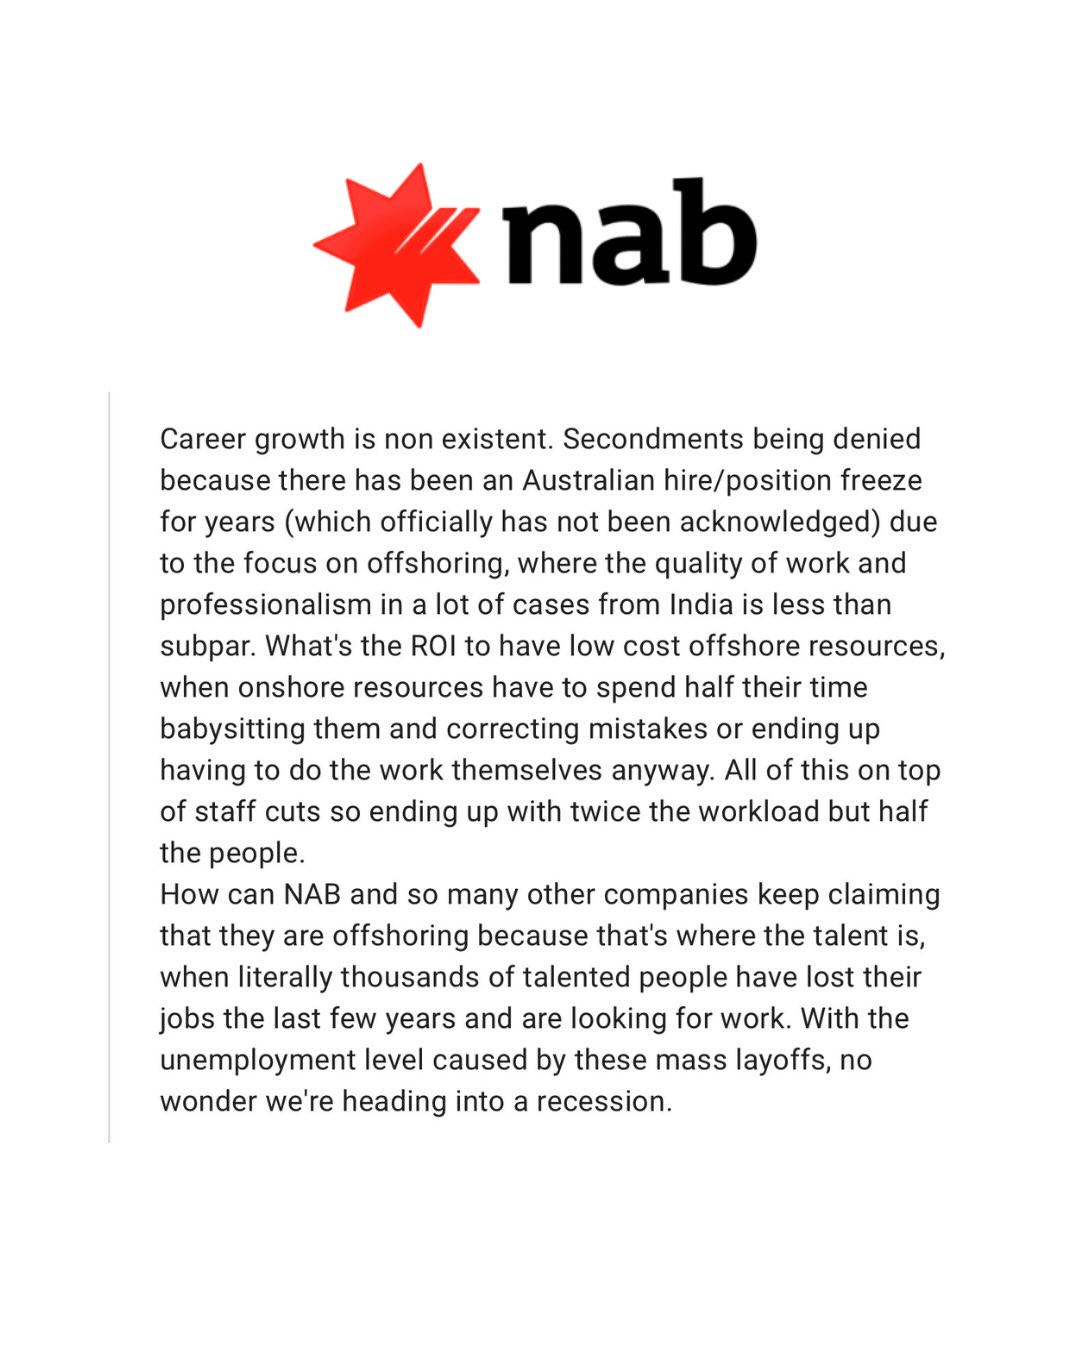 nab
Career growth is non existent. Secondments being denied
because there has been an Australian hire/position freeze
for years (which officially has not been acknowledged) due
to the focus on offshoring, where the quality of work and
professionalism in a lot of cases from India is less than
subpar. What's the ROI to have low cost offshore resources,
when onshore resources have to spend half their time
babysitting them and correcting mistakes or ending up
having to do the work themselves anyway. All of this on top
of staff cuts so ending up with twice the workload but half
the people.
How can NAB and so many other companies keep claiming
that they are offshoring because that's where the talent is,
when literally thousands of talented people have lost their
jobs the last few years and are looking for work. With the
unemployment level caused by these mass layoffs, no
wonder we're heading into a recession.